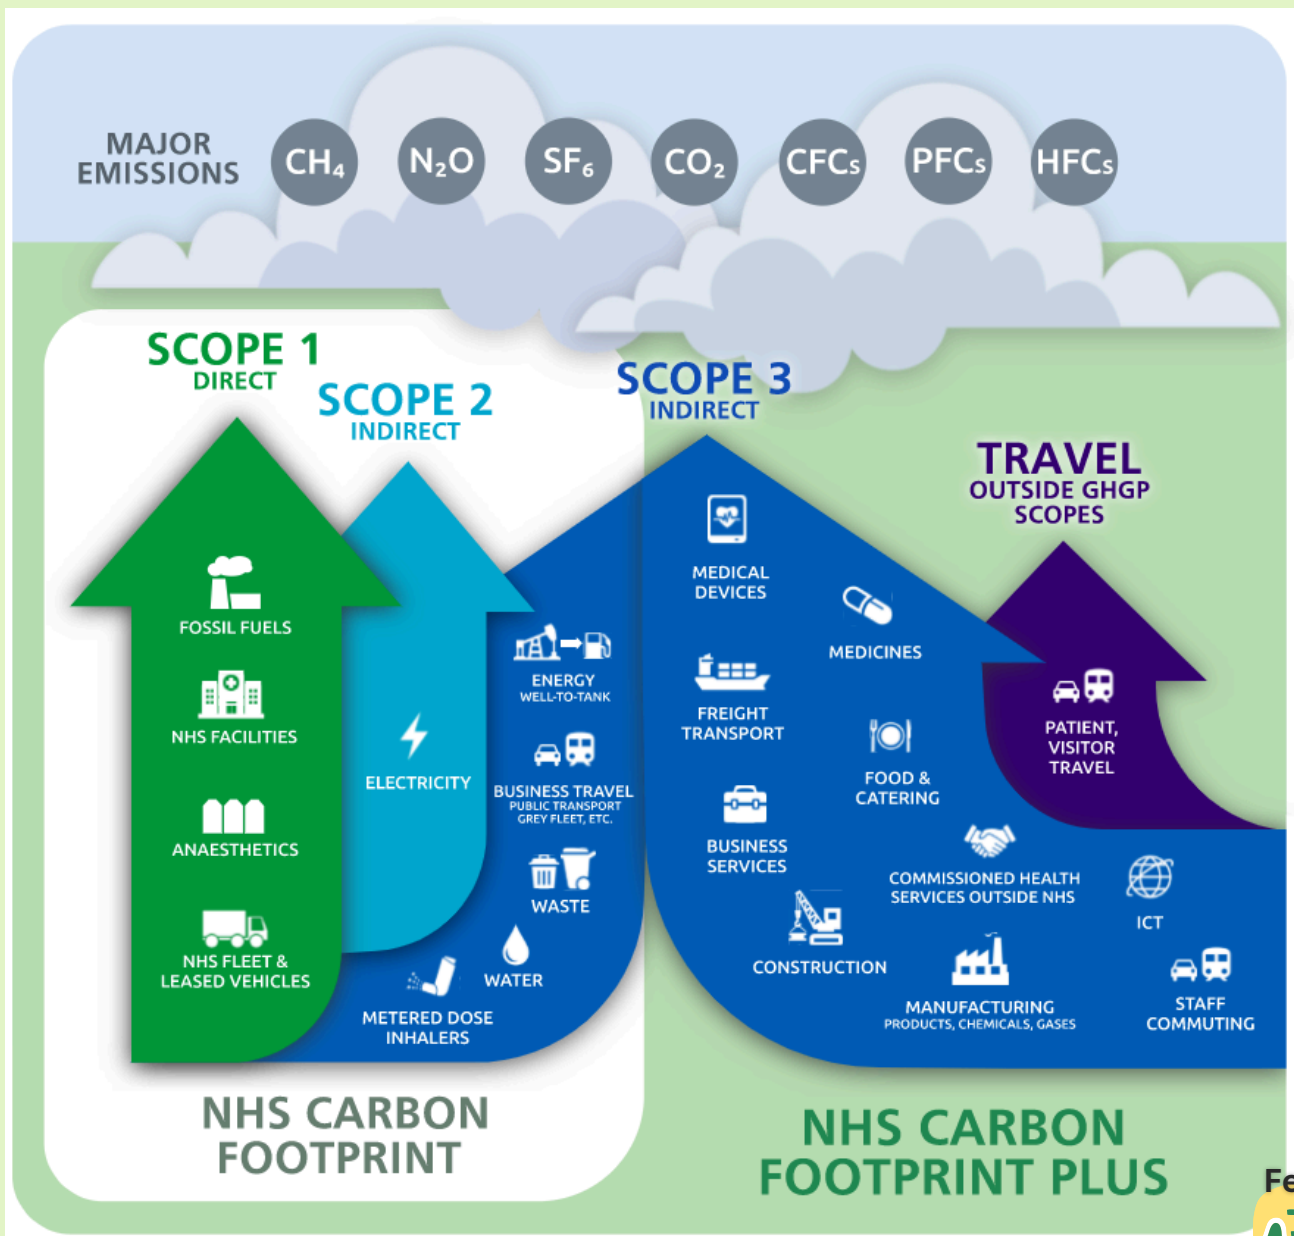 MAJOR
EMISSIONS
CH₄
N₂O
SF₆
CO₂
CFCs
PFCs
HFCs
SCOPE 1
DIRECT
FOSSIL FUELS
NHS FACILITIES
ANAESTHETICS
NHS FLEET &
LEASED VEHICLES
SCOPE 2
INDIRECT
ELECTRICITY
SCOPE 3
INDIRECT
ENERGY
WELL-TO-TANK
BUSINESS TRAVEL
PUBLIC TRANSPORT
GREY FLEET, ETC.
WASTE
WATER
METERED DOSE
INHALERS
MEDICAL
DEVICES
MEDICINES
FREIGHT
TRANSPORT
FOOD &
CATERING
BUSINESS
SERVICES
COMMISSIONED HEALTH
SERVICES OUTSIDE NHS
ICT
CONSTRUCTION
MANUFACTURING
PRODUCTS, CHEMICALS, GASES
STAFF
COMMUTING
TRAVEL
OUTSIDE GHGP
SCOPES
PATIENT,
VISITOR
TRAVEL
NHS CARBON
FOOTPRINT
NHS CARBON
FOOTPRINT PLUS